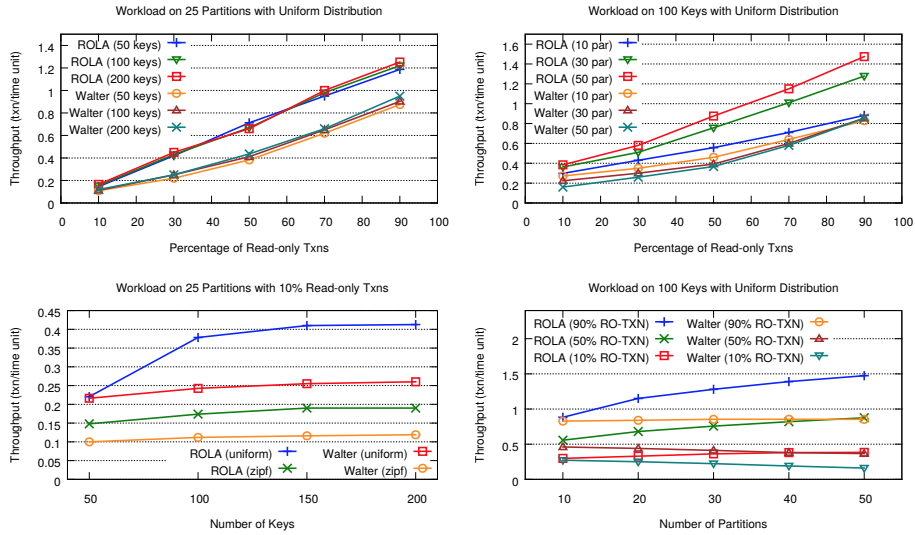 Workload on 25 Partitions with Uniform Distribution
Throughput (txn/time unit)
1.4
1.2
1
0.8
0.6
0.4
0.2
0
ROLA (50 keys)
ROLA (100 keys)
ROLA (200 keys)
Walter (50 keys)
Walter (100 keys)
Walter (200 keys)
0 10 20 30 40 50 60 70 80 90 100
Percentage of Read-only Txns
Workload on 100 Keys with Uniform Distribution
Throughput (txn/time unit)
1.6
1.4
1.2
1
0.8
0.6
0.4
0.2
0
ROLA (10 par)
ROLA (30 par)
ROLA (50 par)
Walter (10 par)
Walter (30 par)
Walter (50 par)
0 10 20 30 40 50 60 70 80 90 100
Percentage of Read-only Txns
Workload on 25 Partitions with 10% Read-only Txns
Throughput (txn/time unit)
0.45
0.4
0.35
0.3
0.25
0.2
0.15
0.1
0.05
0
ROLA (uniform) Walter (uniform)
ROLA (zipf) Walter (zipf)
50 100 150 200
Number of Keys
Workload on 100 Keys with Uniform Distribution
Throughput (txn/time unit)
2
1.5
1
0.5
0
ROLA (90% RO-TXN) Walter (90% RO-TXN)
ROLA (50% RO-TXN) Walter (50% RO-TXN)
ROLA (10% RO-TXN) Walter (10% RO-TXN)
10 20 30 40 50
Number of Partitions